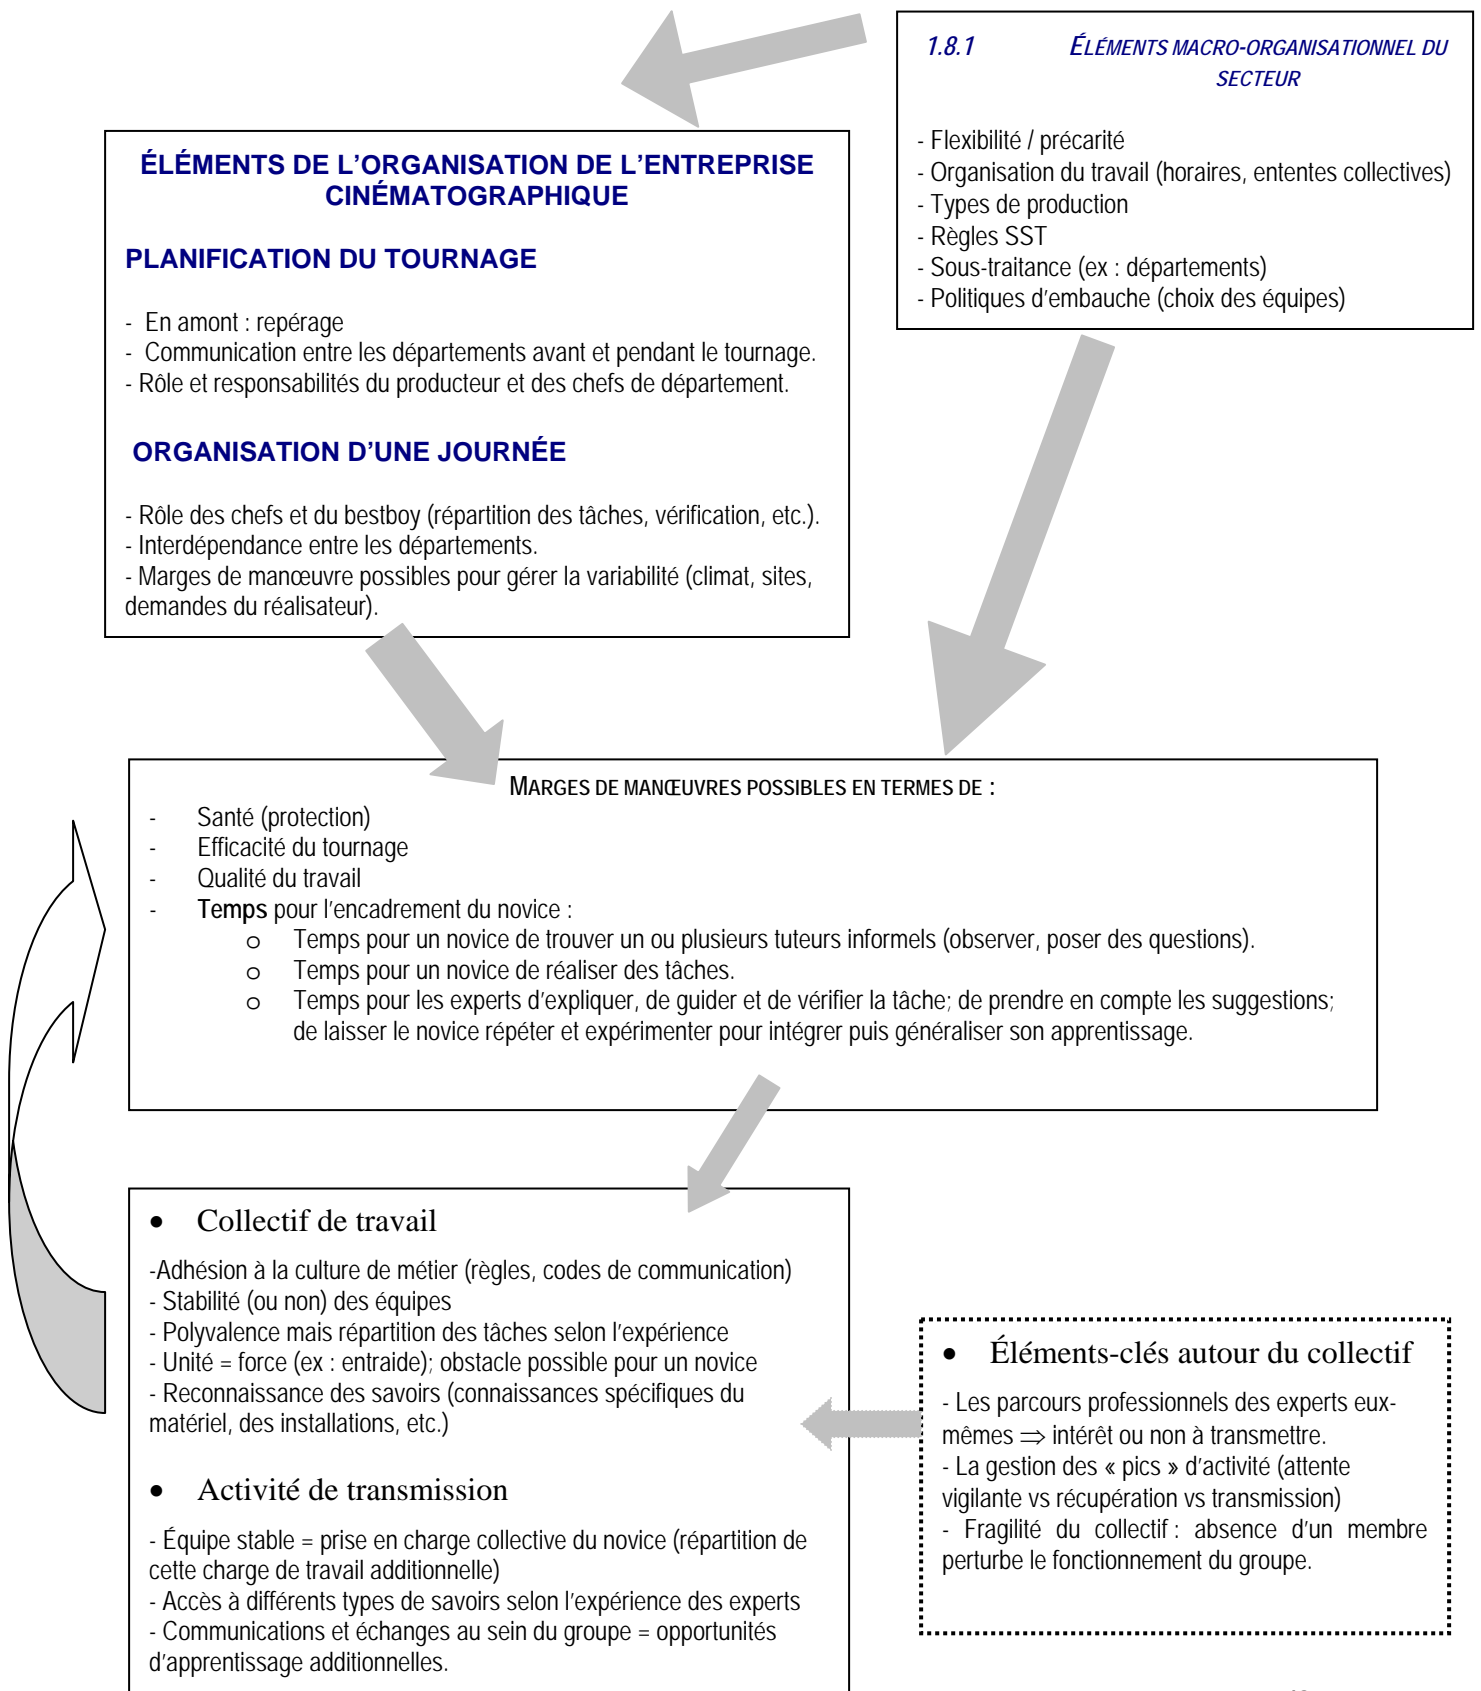 1.8.1 ÉLÉMENTS MACRO-ORGANISATIONNEL DU
SECTEUR
- Flexibilité / précarité
- Organisation du travail (horaires, ententes collectives)
- Types de production
- Règles SST
- Sous-traitance (ex : départements)
- Politiques d'embauche (choix des équipes)
ÉLÉMENTS DE L'ORGANISATION DE L'ENTREPRISE
CINÉMATOGRAPHIQUE
PLANIFICATION DU TOURNAGE
- En amont : repérage
- Communication entre les départements avant et pendant le tournage.
- Rôle et responsabilités du producteur et des chefs de département.
ORGANISATION D'UNE JOURNÉE
- Rôle des chefs et du bestboy (répartition des tâches, vérification, etc.).
- Interdépendance entre les départements.
- Marges de manœuvre possibles pour gérer la variabilité (climat, sites,
demandes du réalisateur).
MARGES DE MANŒUVRES POSSIBLES EN TERMES DE :
- Santé (protection)
- Efficacité du tournage
- Qualité du travail
- Temps pour l'encadrement du novice :
o Temps pour un novice de trouver un ou plusieurs tuteurs informels (observer, poser des questions).
o Temps pour un novice de réaliser des tâches.
o Temps pour les experts d'expliquer, de guider et de vérifier la tâche; de prendre en compte les suggestions;
de laisser le novice répéter et expérimenter pour intégrer puis généraliser son apprentissage.
• Collectif de travail
-Adhésion à la culture de métier (règles, codes de communication)
- Stabilité (ou non) des équipes
- Polyvalence mais répartition des tâches selon l'expérience
- Unité = force (ex : entraide); obstacle possible pour un novice
- Reconnaissance des savoirs (connaissances spécifiques du
matériel, des installations, etc.)
• Activité de transmission
- Équipe stable = prise en charge collective du novice (répartition de
cette charge de travail additionnelle)
- Accès à différents types de savoirs selon l'expérience des experts
- Communications et échanges au sein du groupe = opportunités
d'apprentissage additionnelles.
• Éléments-clés autour du collectif
- Les parcours professionnels des experts eux-
mêmes ⇒ intérêt ou non à transmettre.
- La gestion des « pics » d'activité (attente
vigilante vs récupération vs transmission)
- Fragilité du collectif : absence d'un membre
perturbe le fonctionnement du groupe.